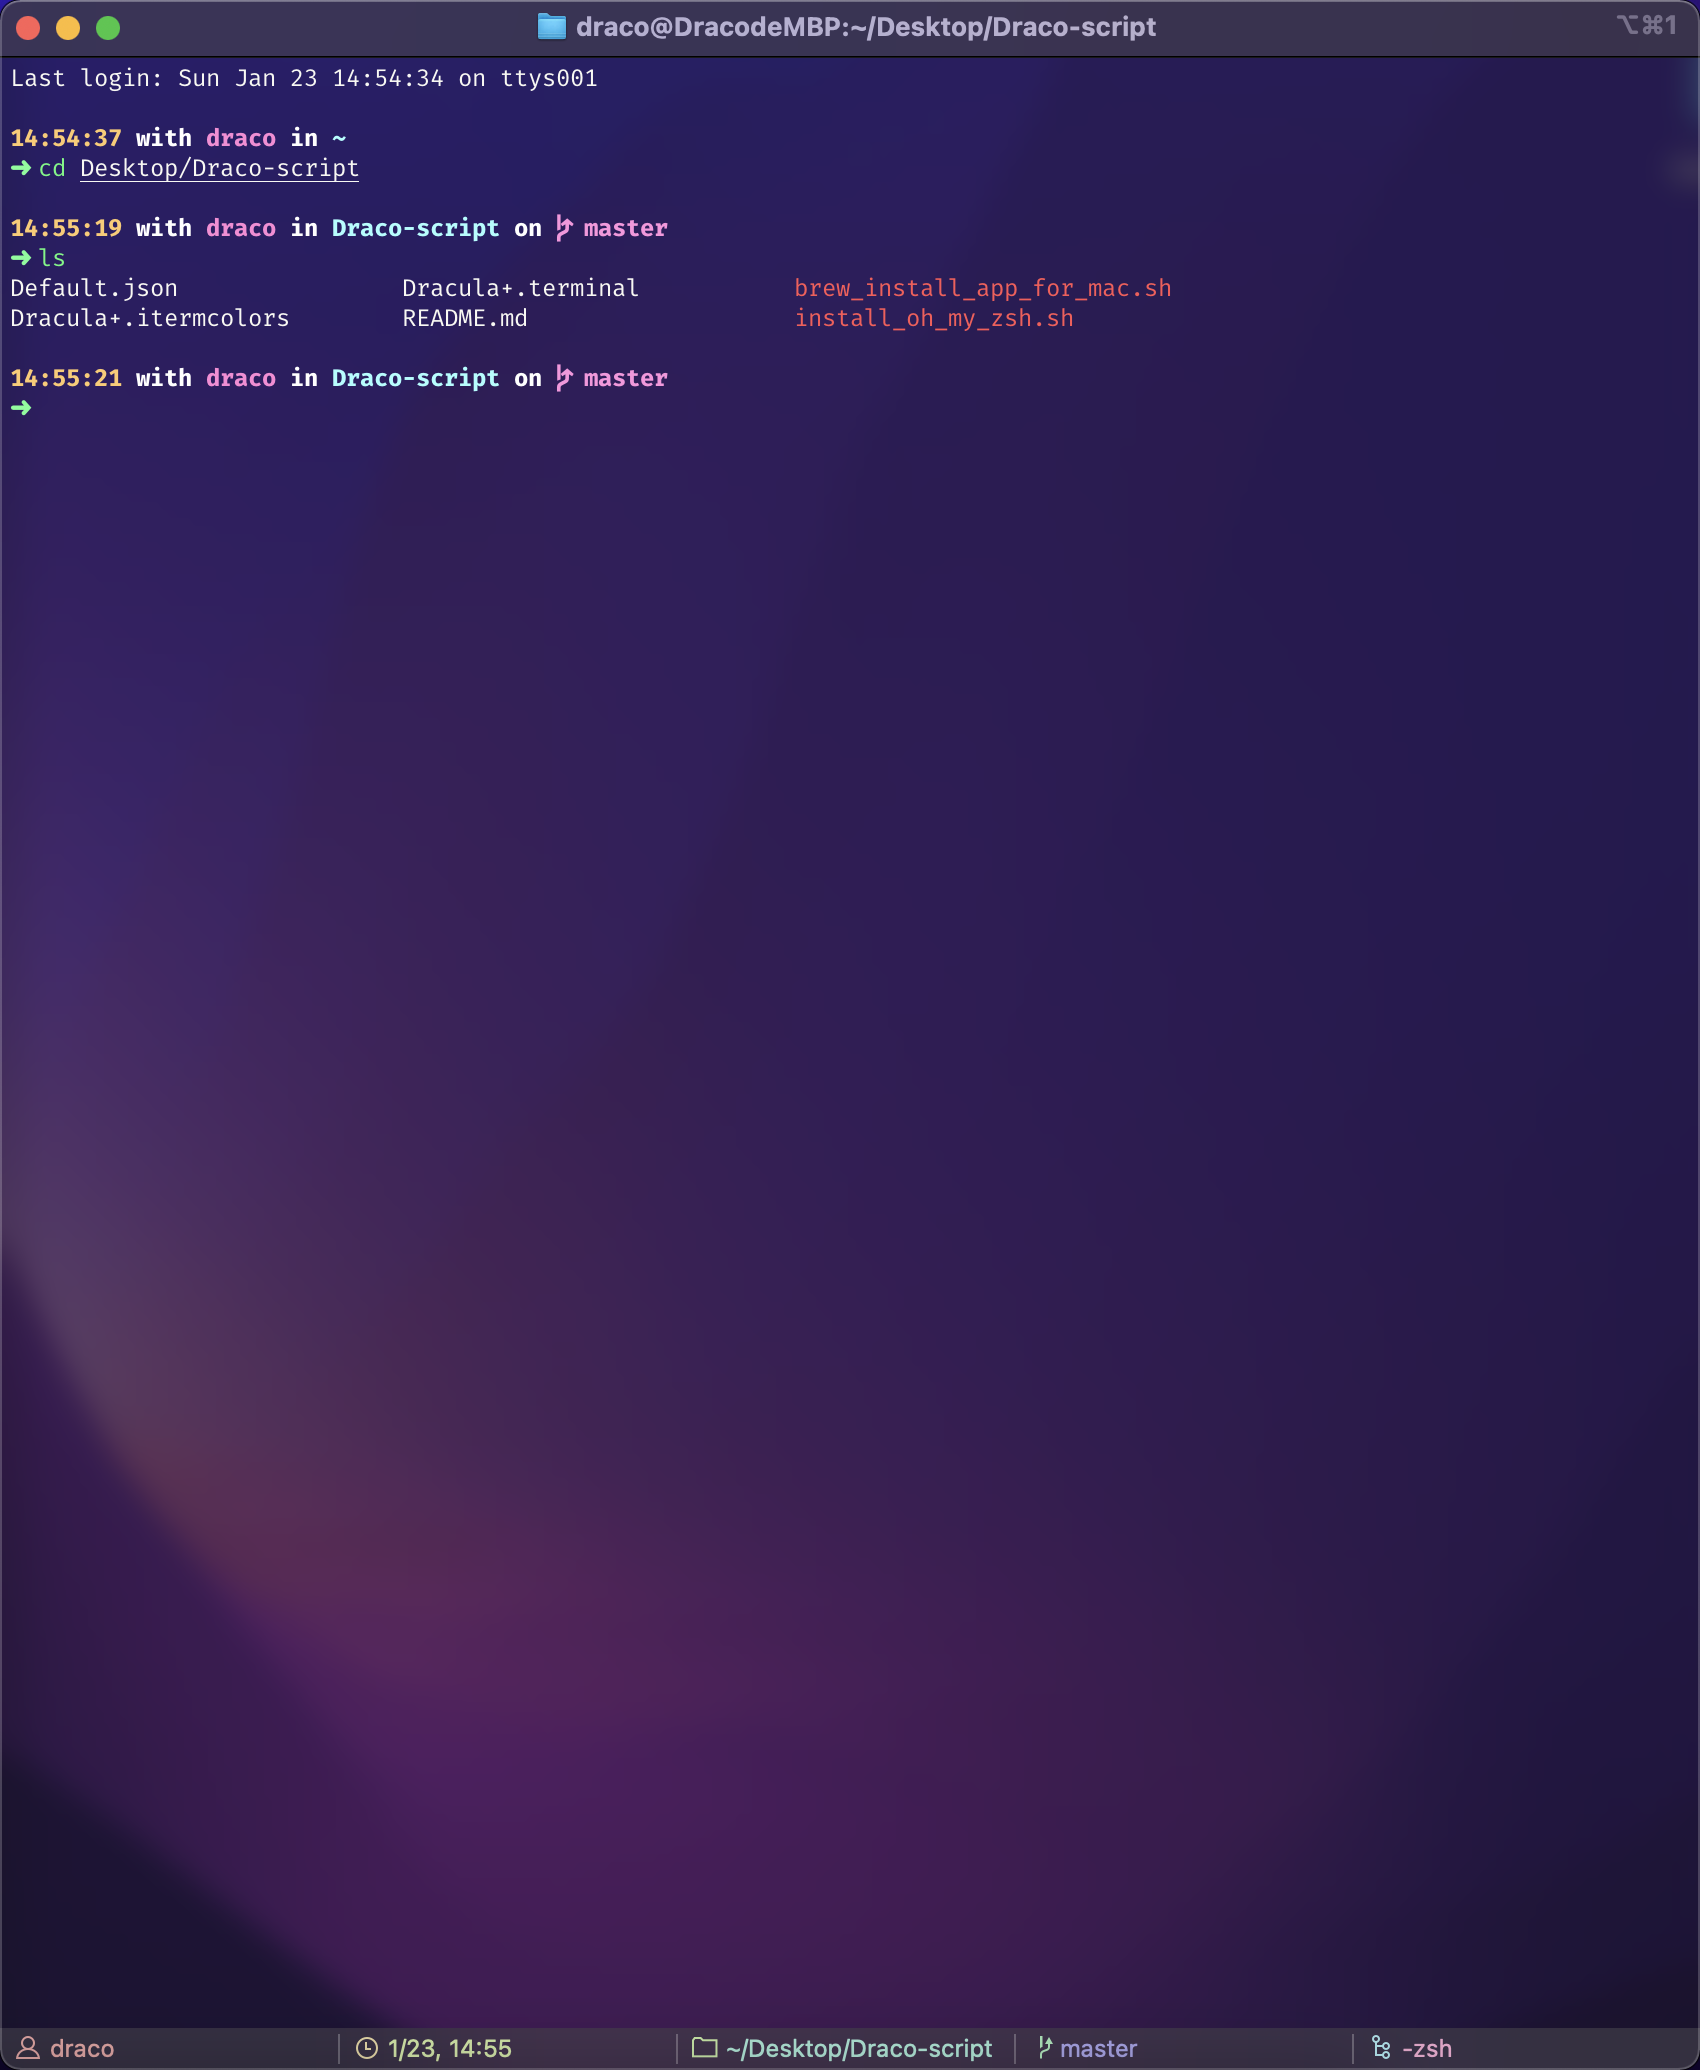 draco@DracodeMBP:~/Desktop/Draco-script ⌥⌘1
Last login: Sun Jan 23 14:54:34 on ttys001
14:54:37 with draco in ~
➜ cd Desktop/Draco-script
14:55:19 with draco in Draco-script on master
➜ ls
Default.json Dracula+.terminal brew_install_app_for_mac.sh
Dracula+.itermcolors README.md install_oh_my_zsh.sh
14:55:21 with draco in Draco-script on master
➜
draco 1/23, 14:55 ~/Desktop/Draco-script master -zsh